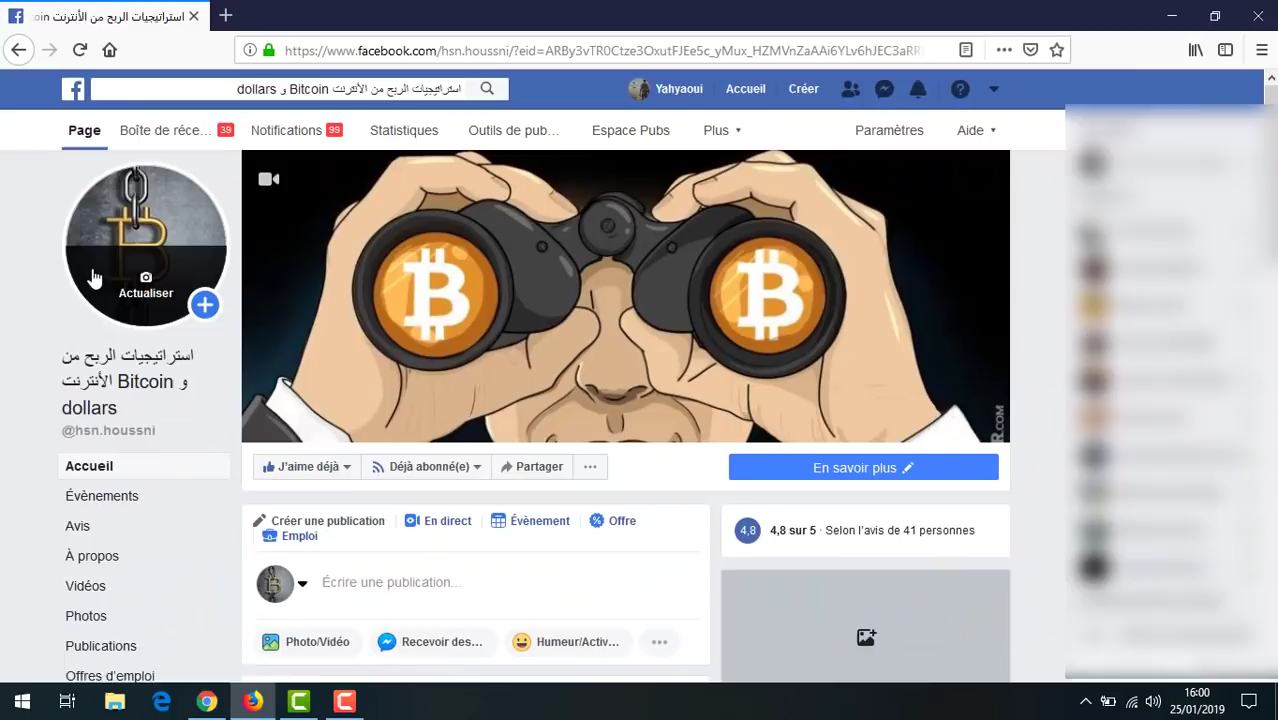 استراتيجيات الربح من الأنترنت coin
https://www.facebook.com/hsn.houssni/?eid=ARBy3vTR0Ctze3OxutFJEe5c_yMux_HZMVnZaAAi6YLv6hJEC3aRR
استراتيجيات الربح من الأنترنت Bitcoin و dollars
Yahyaoui Accueil Créer
Page Boîte de réce... 39 Notifications 99 Statistiques Outils de pub... Espace Pubs Plus Paramètres Aide
Actualiser
استراتيجيات الربح من
الأنترنت Bitcoin و
dollars
@hsn.houssni
R.COM
J'aime déjà Déjà abonné(e) Partager ... En savoir plus
Accueil
Évènements
Avis
À propos
Vidéos
Photos
Publications
Offres d'emploi
Créer une publication En direct Évènement Offre
Emploi
Écrire une publication...
Photo/Vidéo Recevoir des... Humeur/Activ... ...
4,8 4,8 sur 5 · Selon l'avis de 41 personnes
16:00
25/01/2019